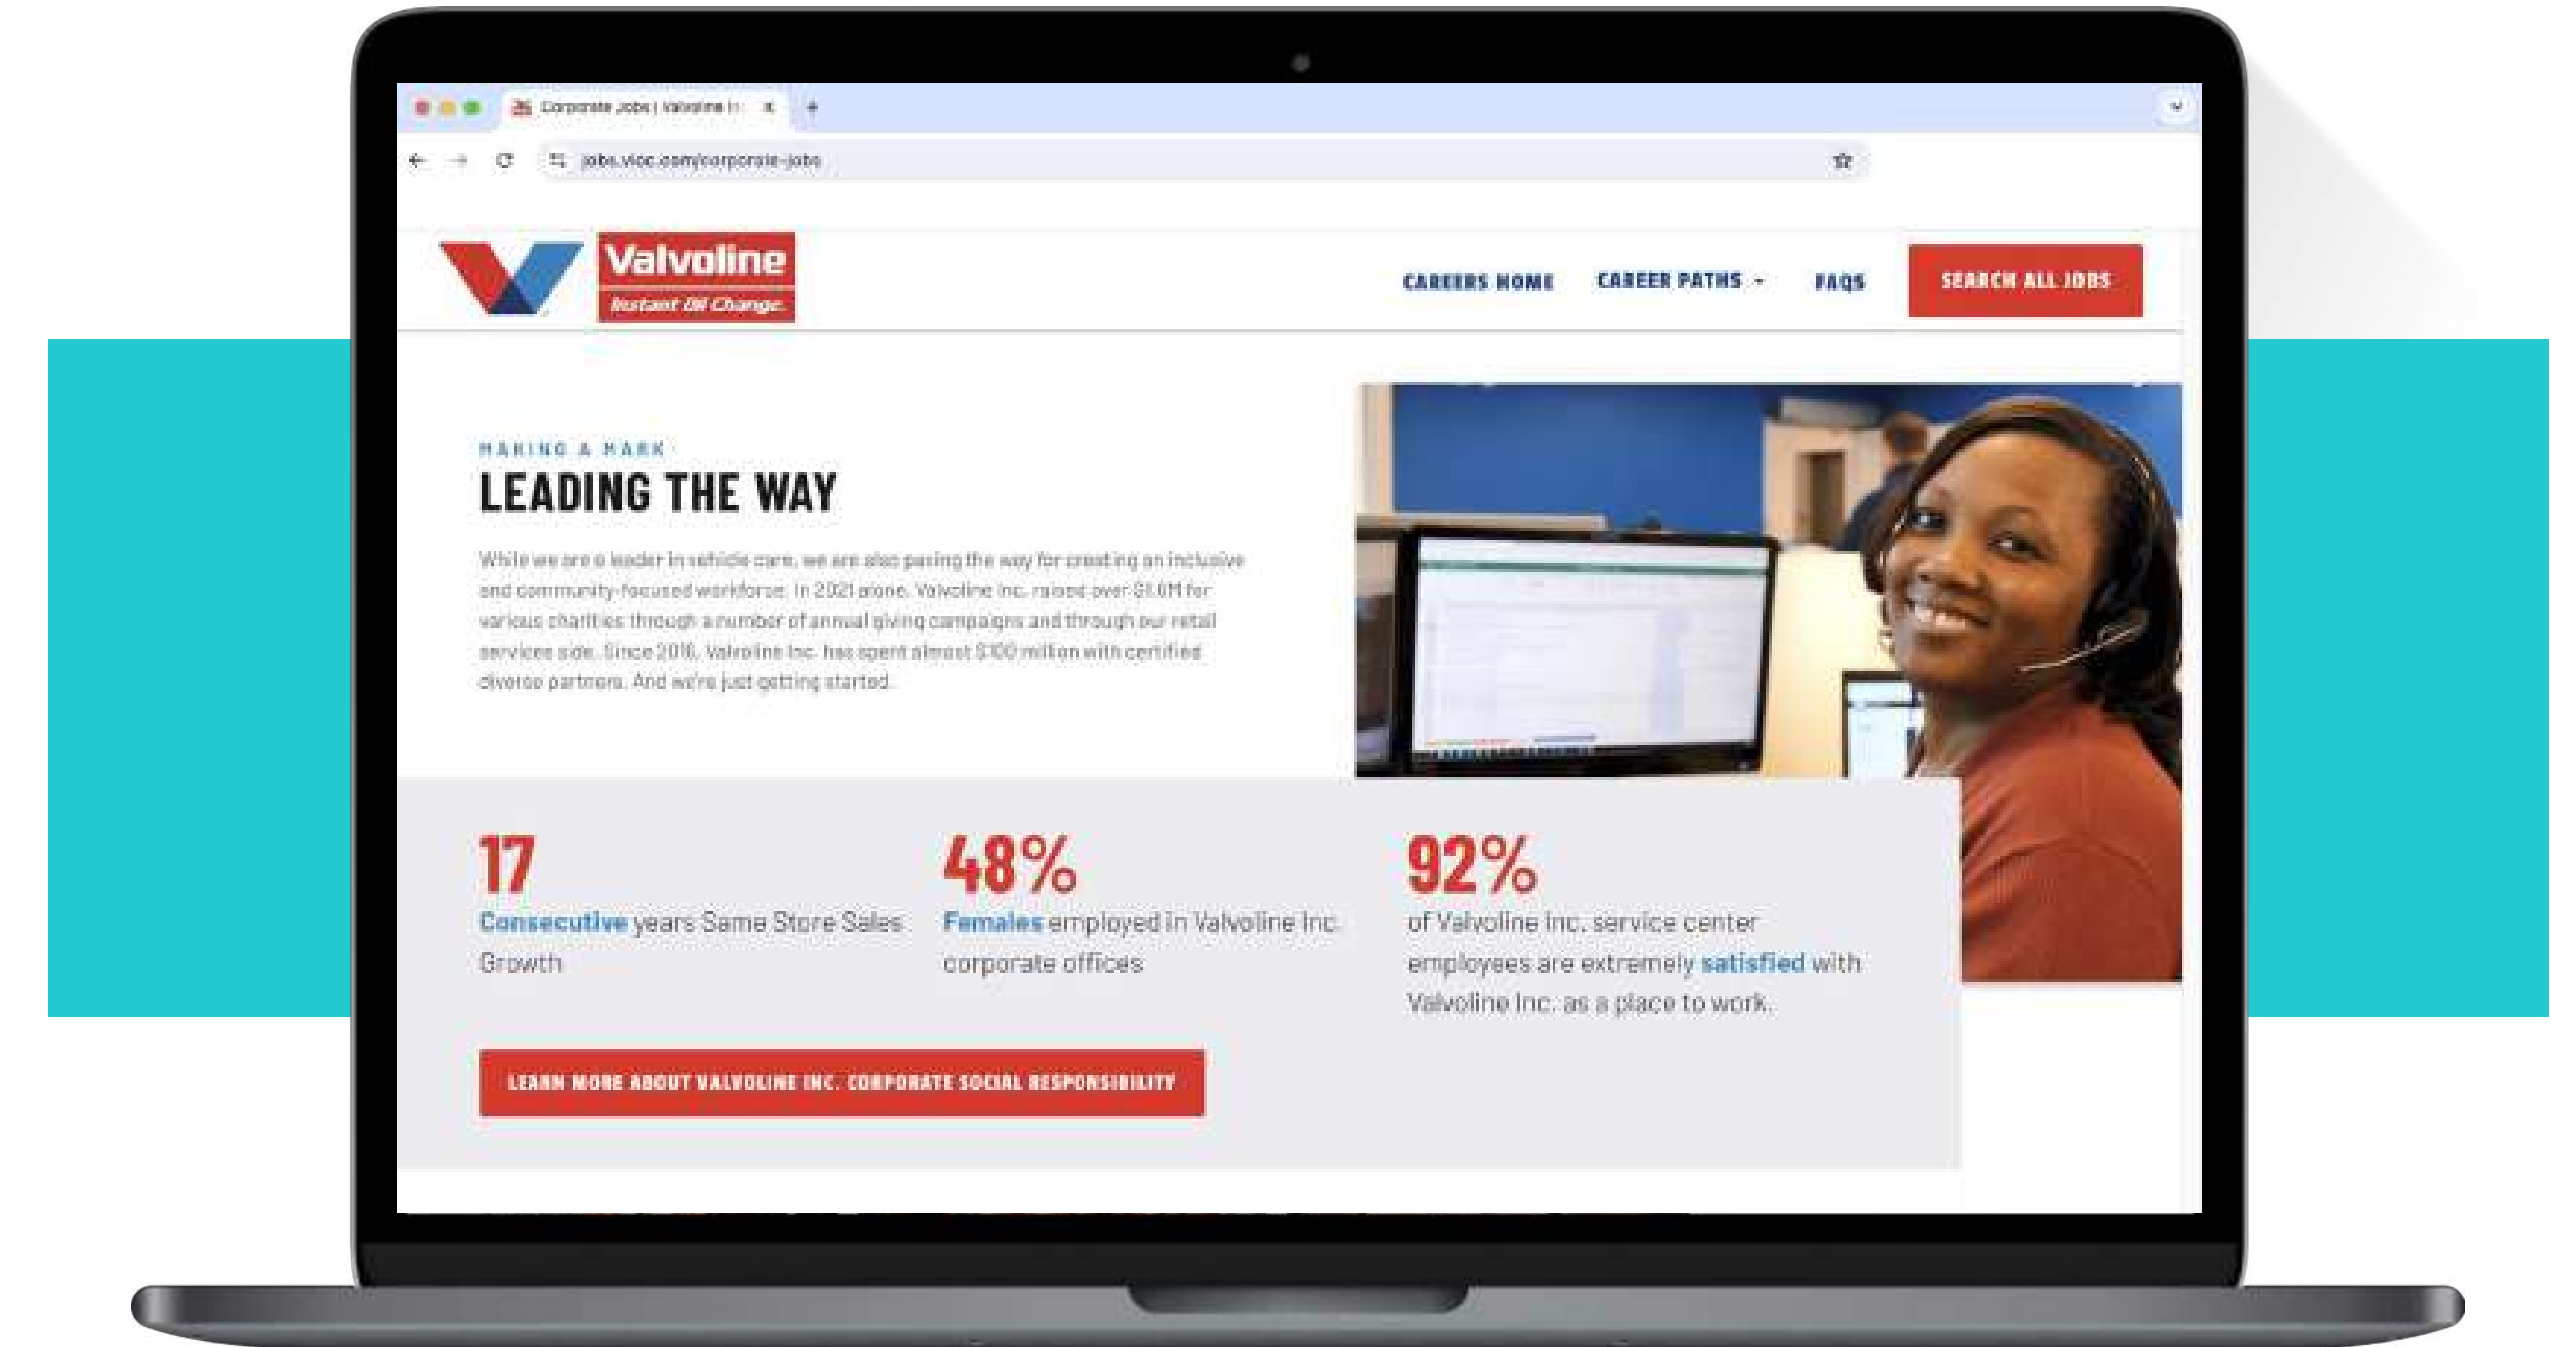 Corporate Jobs | Valvoline In
jobs.vioc.com/corporate-jobs
Valvoline
Instant Oil Change
CAREERS HOME
CAREER PATHS
FAQS
SEARCH ALL JOBS
MAKING A MARK
LEADING THE WAY
While we are a leader in vehicle care, we are also paving the way for creating an inclusive
and community-focused workforce. In 2021 alone, Valvoline Inc. raised over for
various charities through a number of annual giving campaigns and through our retail
services side. Since 2016, Valvoline Inc. has spent almost $100 million with certified
diverse partners. And we're just getting started.
17
Consecutive years Same Store Sales
Growth
48%
Females employed in Valvoline Inc.
corporate offices
92%
of Valvoline Inc. service center
employees are extremely satisfied with
Valvoline Inc. as a place to work.
LEARN MORE ABOUT VALVOLINE INC. CORPORATE SOCIAL RESPONSIBILITY